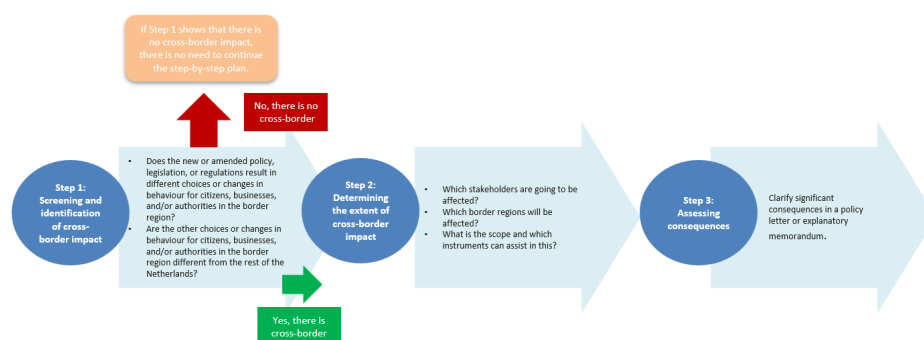 If Step 1 shows that there is
no cross-border impact,
there is no need to continue
the step-by-step plan.
No, there is no
cross-border
Step 1:
Screening and
identification
of cross-
border impact
• Does the new or amended policy,
legislation, or regulations result in
different choices or changes in
behaviour for citizens, businesses,
and/or authorities in the border
region?
• Are the other choices or changes in
behaviour for citizens, businesses,
and/or authorities in the border
region different from the rest of the
Netherlands?
Yes, there is
cross-border
Step 2:
Determining
the extent of
cross-border
impact
• Which stakeholders are going to be
affected?
• Which border regions will be
affected?
• What is the scope and which
instruments can assist in this?
Step 3:
Assessing
consequences
Clarify significant
consequences in a policy
letter or explanatory
memorandum.